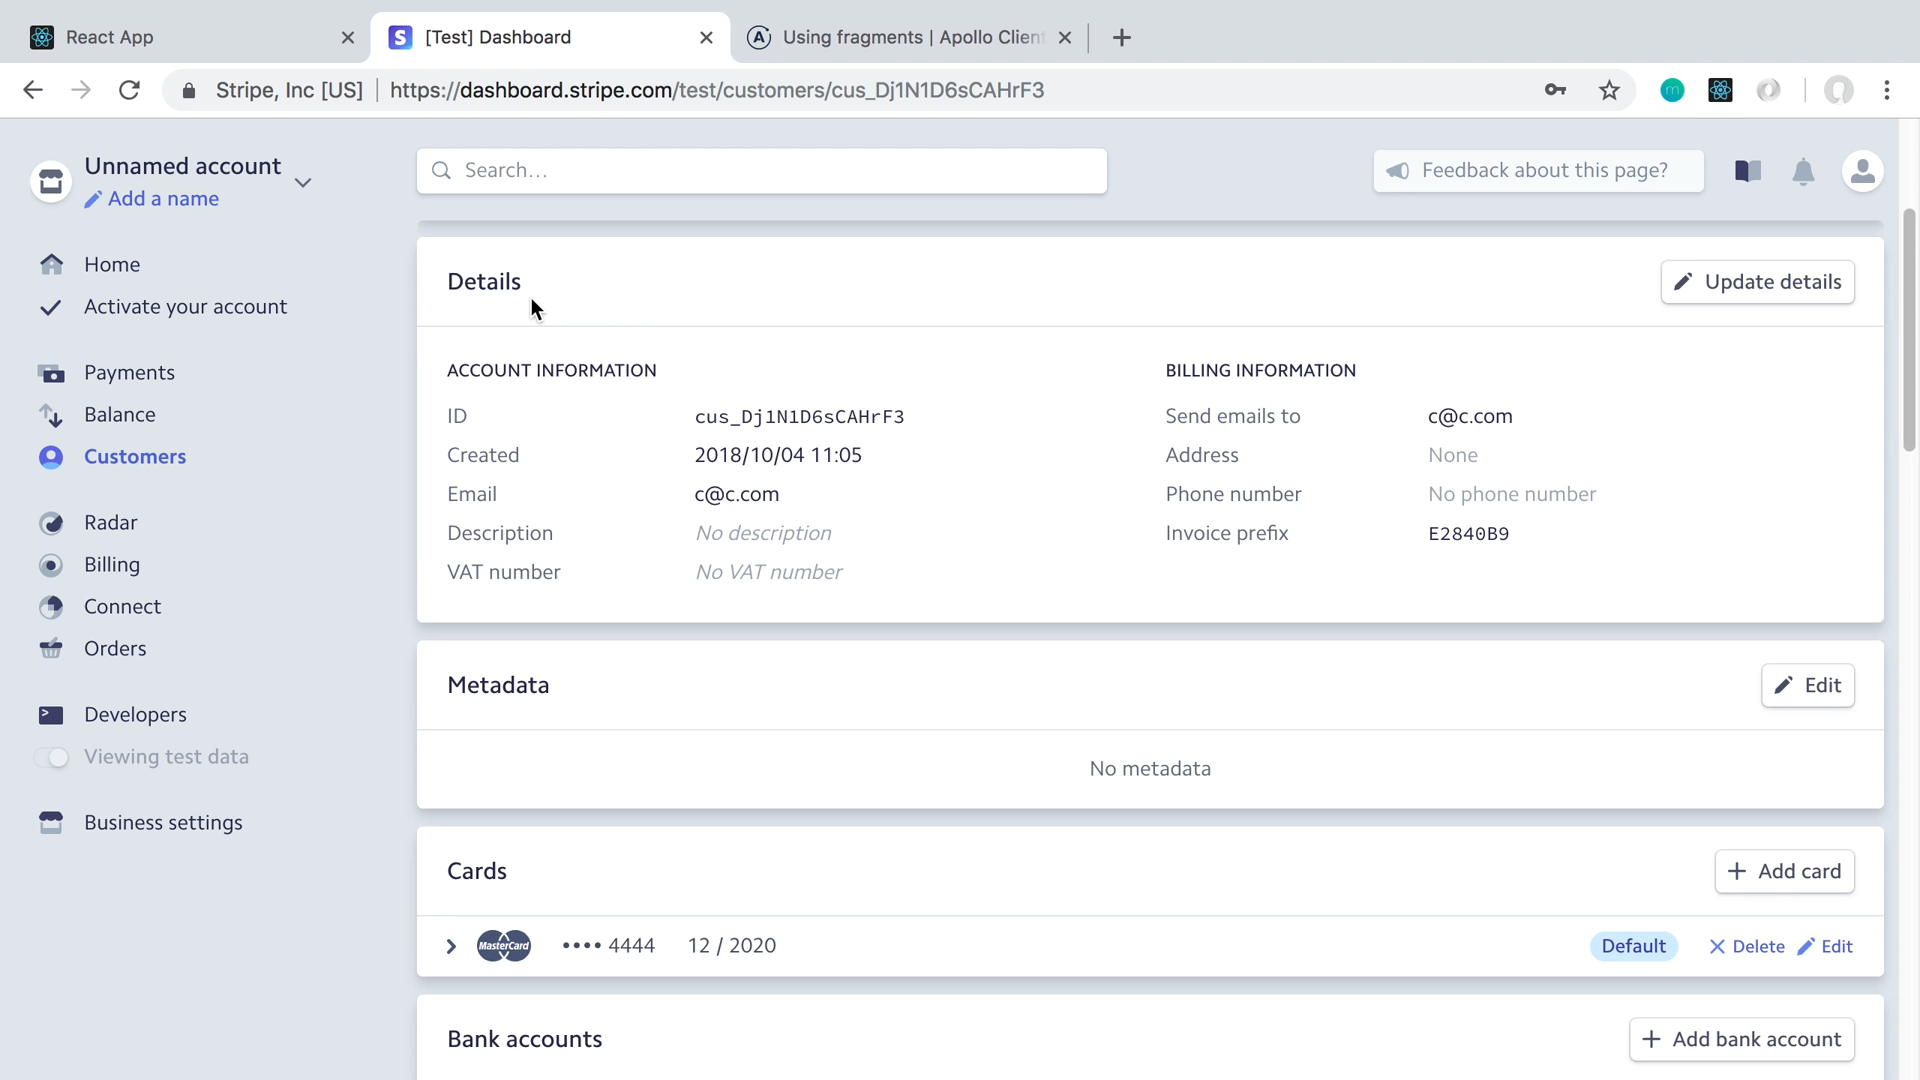 React App
[Test] Dashboard
Using fragments | Apollo Clien
Stripe, Inc [US]
https://dashboard.stripe.com/test/customers/cus_Dj1N1D6sCAHrF3
Unnamed account
Add a name
Search…
Feedback about this page?
Home
Activate your account
Payments
Balance
Customers
Radar
Billing
Connect
Orders
Developers
Viewing test data
Business settings
Details
Update details
ACCOUNT INFORMATION
ID cus_Dj1N1D6sCAHrF3
Created 2018/10/04 11:05
Email c@c.com
Description No description
VAT number No VAT number
BILLING INFORMATION
Send emails to c@c.com
Address None
Phone number No phone number
Invoice prefix E2840B9
Metadata
Edit
No metadata
Cards
+ Add card
MasterCard •••• 4444 12 / 2020 Default Delete Edit
Bank accounts
+ Add bank account